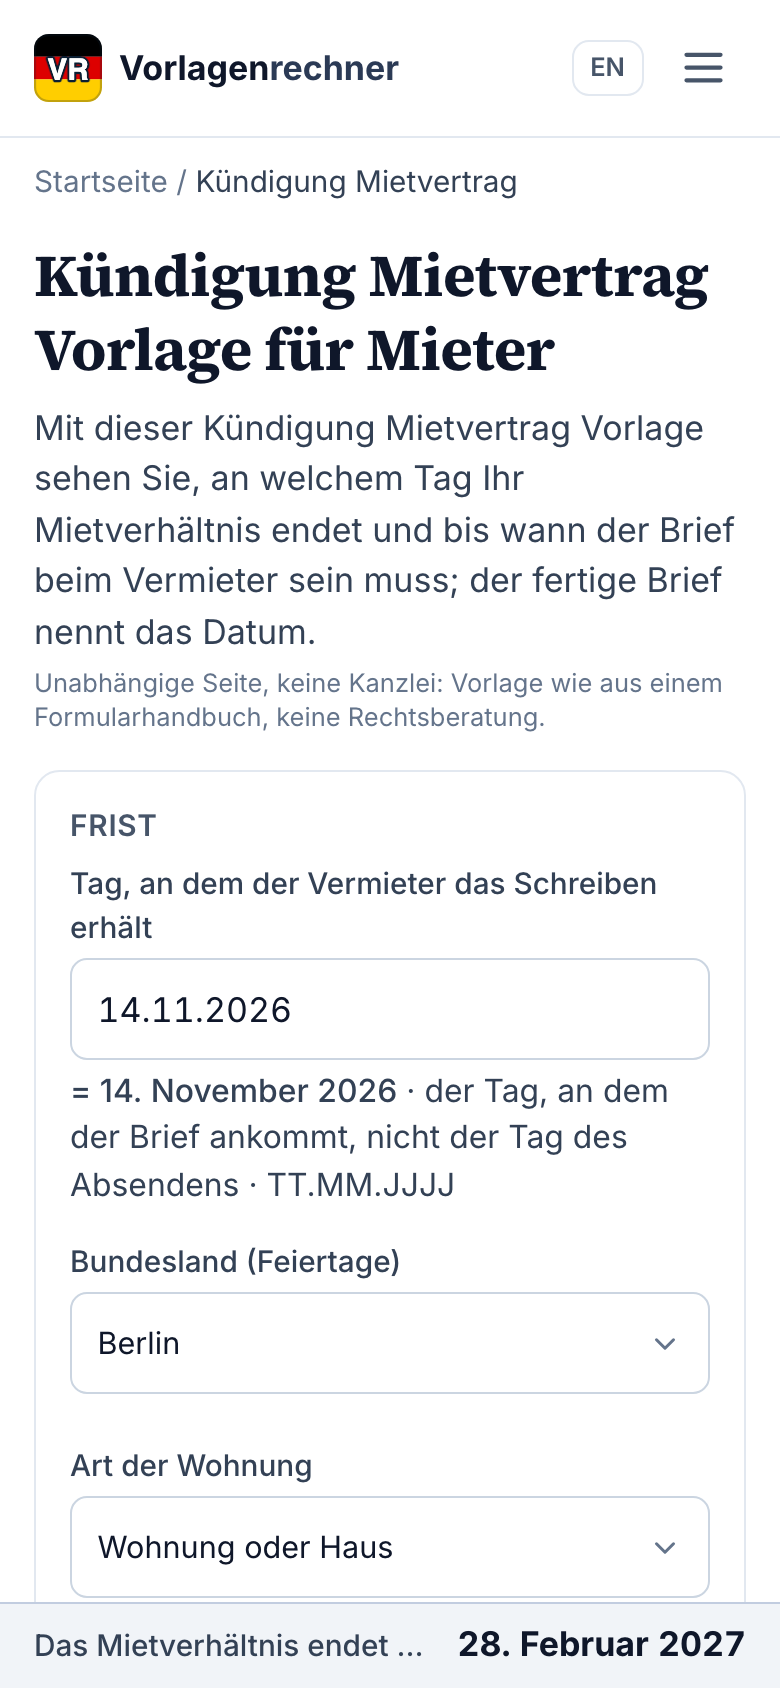 VR
Vorlagenrechner
EN
Startseite / Kündigung Mietvertrag
Kündigung Mietvertrag
Vorlage für Mieter
Mit dieser Kündigung Mietvertrag Vorlage
sehen Sie, an welchem Tag Ihr
Mietverhältnis endet und bis wann der Brief
beim Vermieter sein muss; der fertige Brief
nennt das Datum.
Unabhängige Seite, keine Kanzlei: Vorlage wie aus einem
Formularhandbuch, keine Rechtsberatung.
FRIST
Tag, an dem der Vermieter das Schreiben
erhält
14.11.2026
= 14. November 2026 · der Tag, an dem
der Brief ankommt, nicht der Tag des
Absendens · TT.MM.JJJJ
Bundesland (Feiertage)
Berlin
Art der Wohnung
Wohnung oder Haus
Das Mietverhältnis endet ... 28. Februar 2027